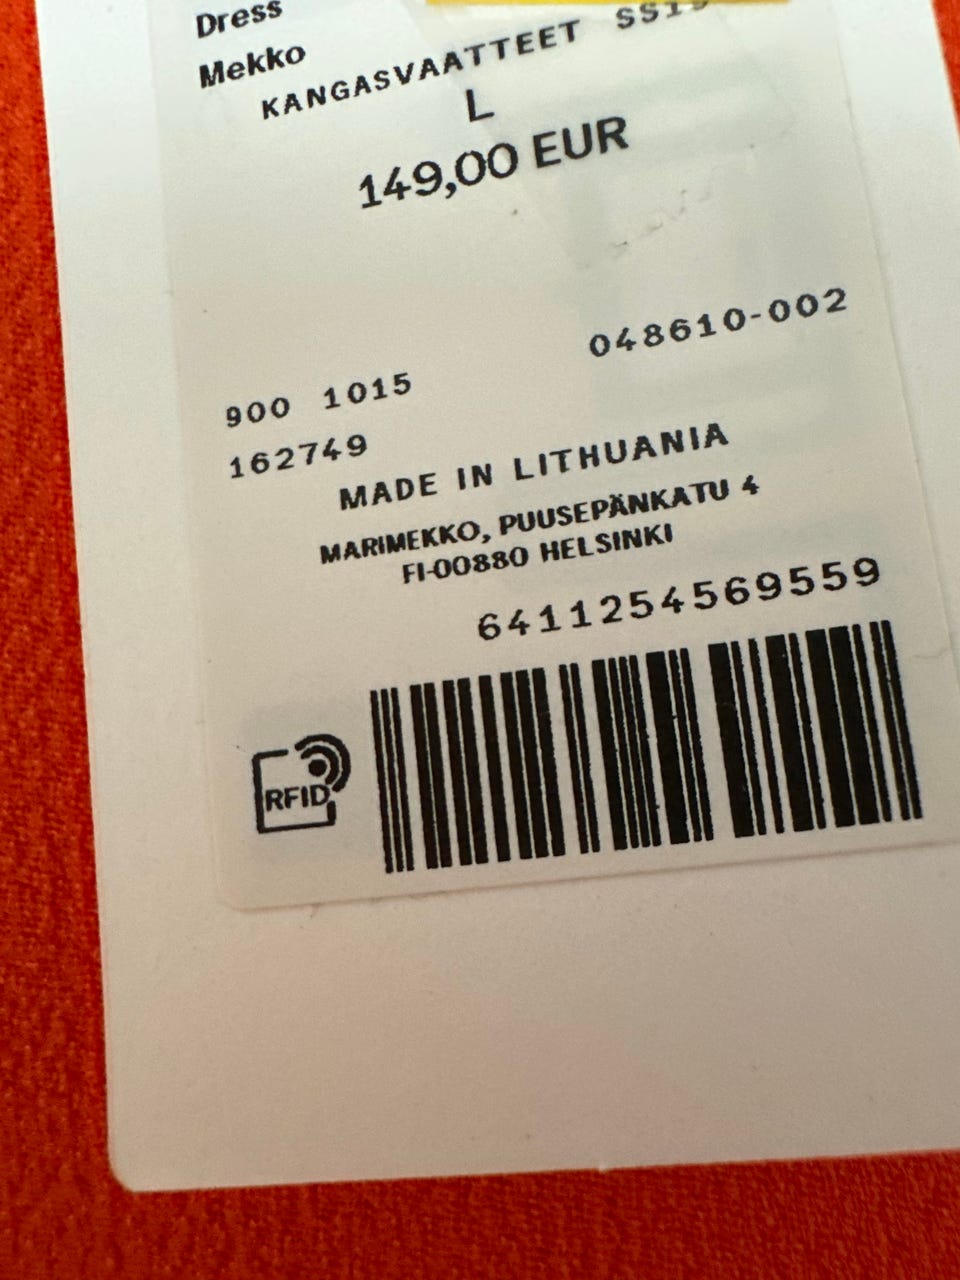 Dress
Mekko
KANGASVAATTEET
L
149,00 EUR
048610-002
900 1015
162749
MADE IN LITHUANIA
MARIMEKKO, PUUSEPÄNKATU 4
FI-00880 HELSINKI
6411254569559
RFID